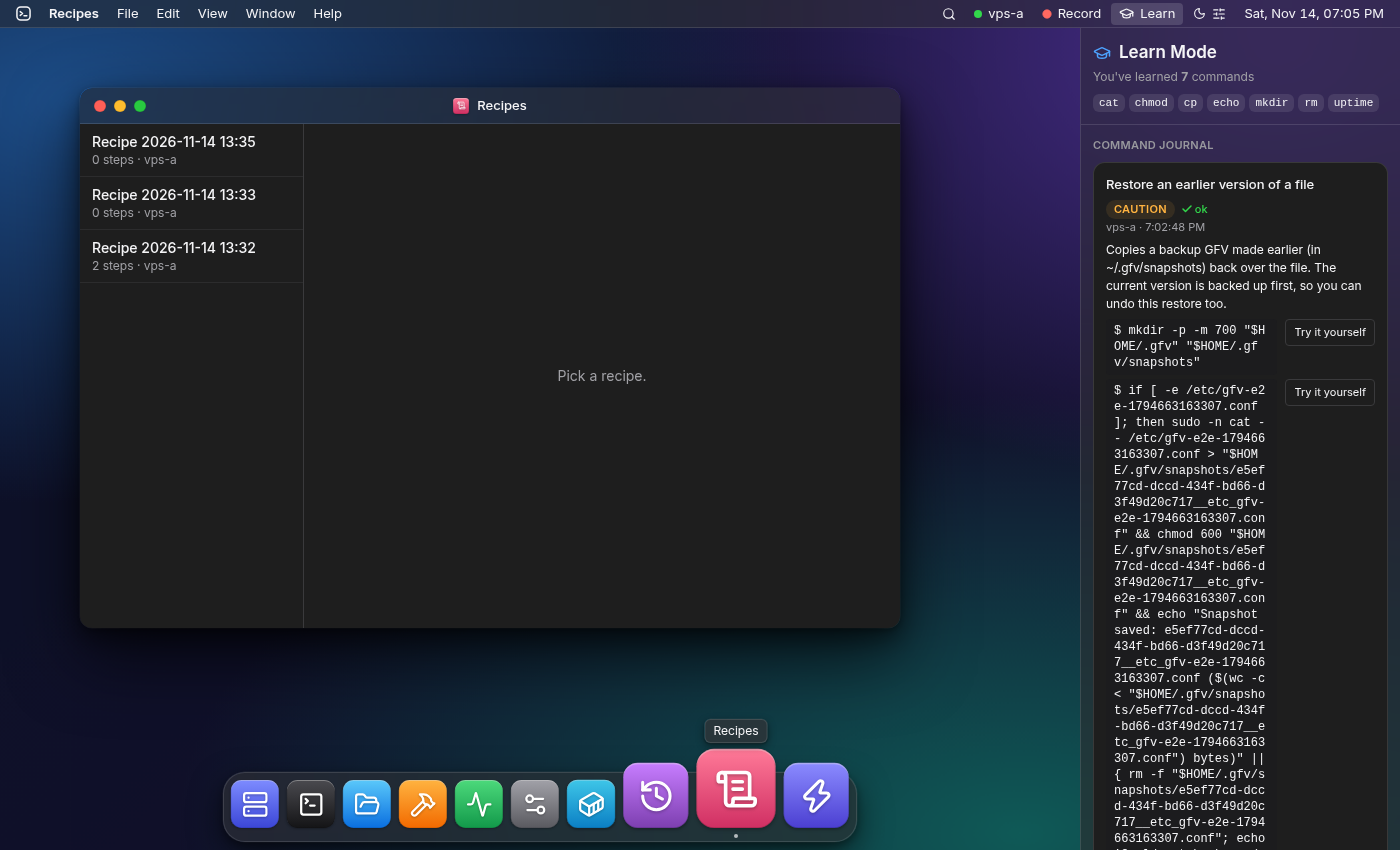 Recipes File Edit View Window Help vps-a Record Learn Sat, Nov 14, 07:05 PM
Recipes
Recipe 2026-11-14 13:35
0 steps · vps-a
Recipe 2026-11-14 13:33
0 steps · vps-a
Recipe 2026-11-14 13:32
2 steps · vps-a
Pick a recipe.
Recipes
Learn Mode
You've learned 7 commands
cat chmod cp echo mkdir rm uptime
COMMAND JOURNAL
Restore an earlier version of a file
CAUTION ok
vps-a · 7:02:48 PM
Copies a backup GFV made earlier (in
~/.gfv/snapshots) back over the file. The
current version is backed up first, so you can
undo this restore too.
$ mkdir -p -m 700 "$H
OME/.gfv" "$HOME/.gf
v/snapshots"
Try it yourself
$ if [ -e /etc/gfv-e2
e-1794663163307.conf
]; then sudo -n cat -
- /etc/gfv-e2e-179466
3163307.conf > "$HOM
E/.gfv/snapshots/e5ef
77cd-dccd-434f-bd66-d
3f49d20c717__etc_gfv-
e2e-1794663163307.con
f" && chmod 600 "$HOM
E/.gfv/snapshots/e5ef
77cd-dccd-434f-bd66-d
3f49d20c717__etc_gfv-
e2e-1794663163307.con
f" && echo "Snapshot
saved: e5ef77cd-dccd-
434f-bd66-d3f49d20c71
7__etc_gfv-e2e-179466
3163307.conf ($(wc -c
< "$HOME/.gfv/snapsho
ts/e5ef77cd-dccd-434f
-bd66-d3f49d20c717__e
tc_gfv-e2e-1794663163
307.conf") bytes)" ||
{ rm -f "$HOME/.gfv/s
napshots/e5ef77cd-dcc
d-434f-bd66-d3f49d20c
717__etc_gfv-e2e-1794
663163307.conf"; echo
Try it yourself